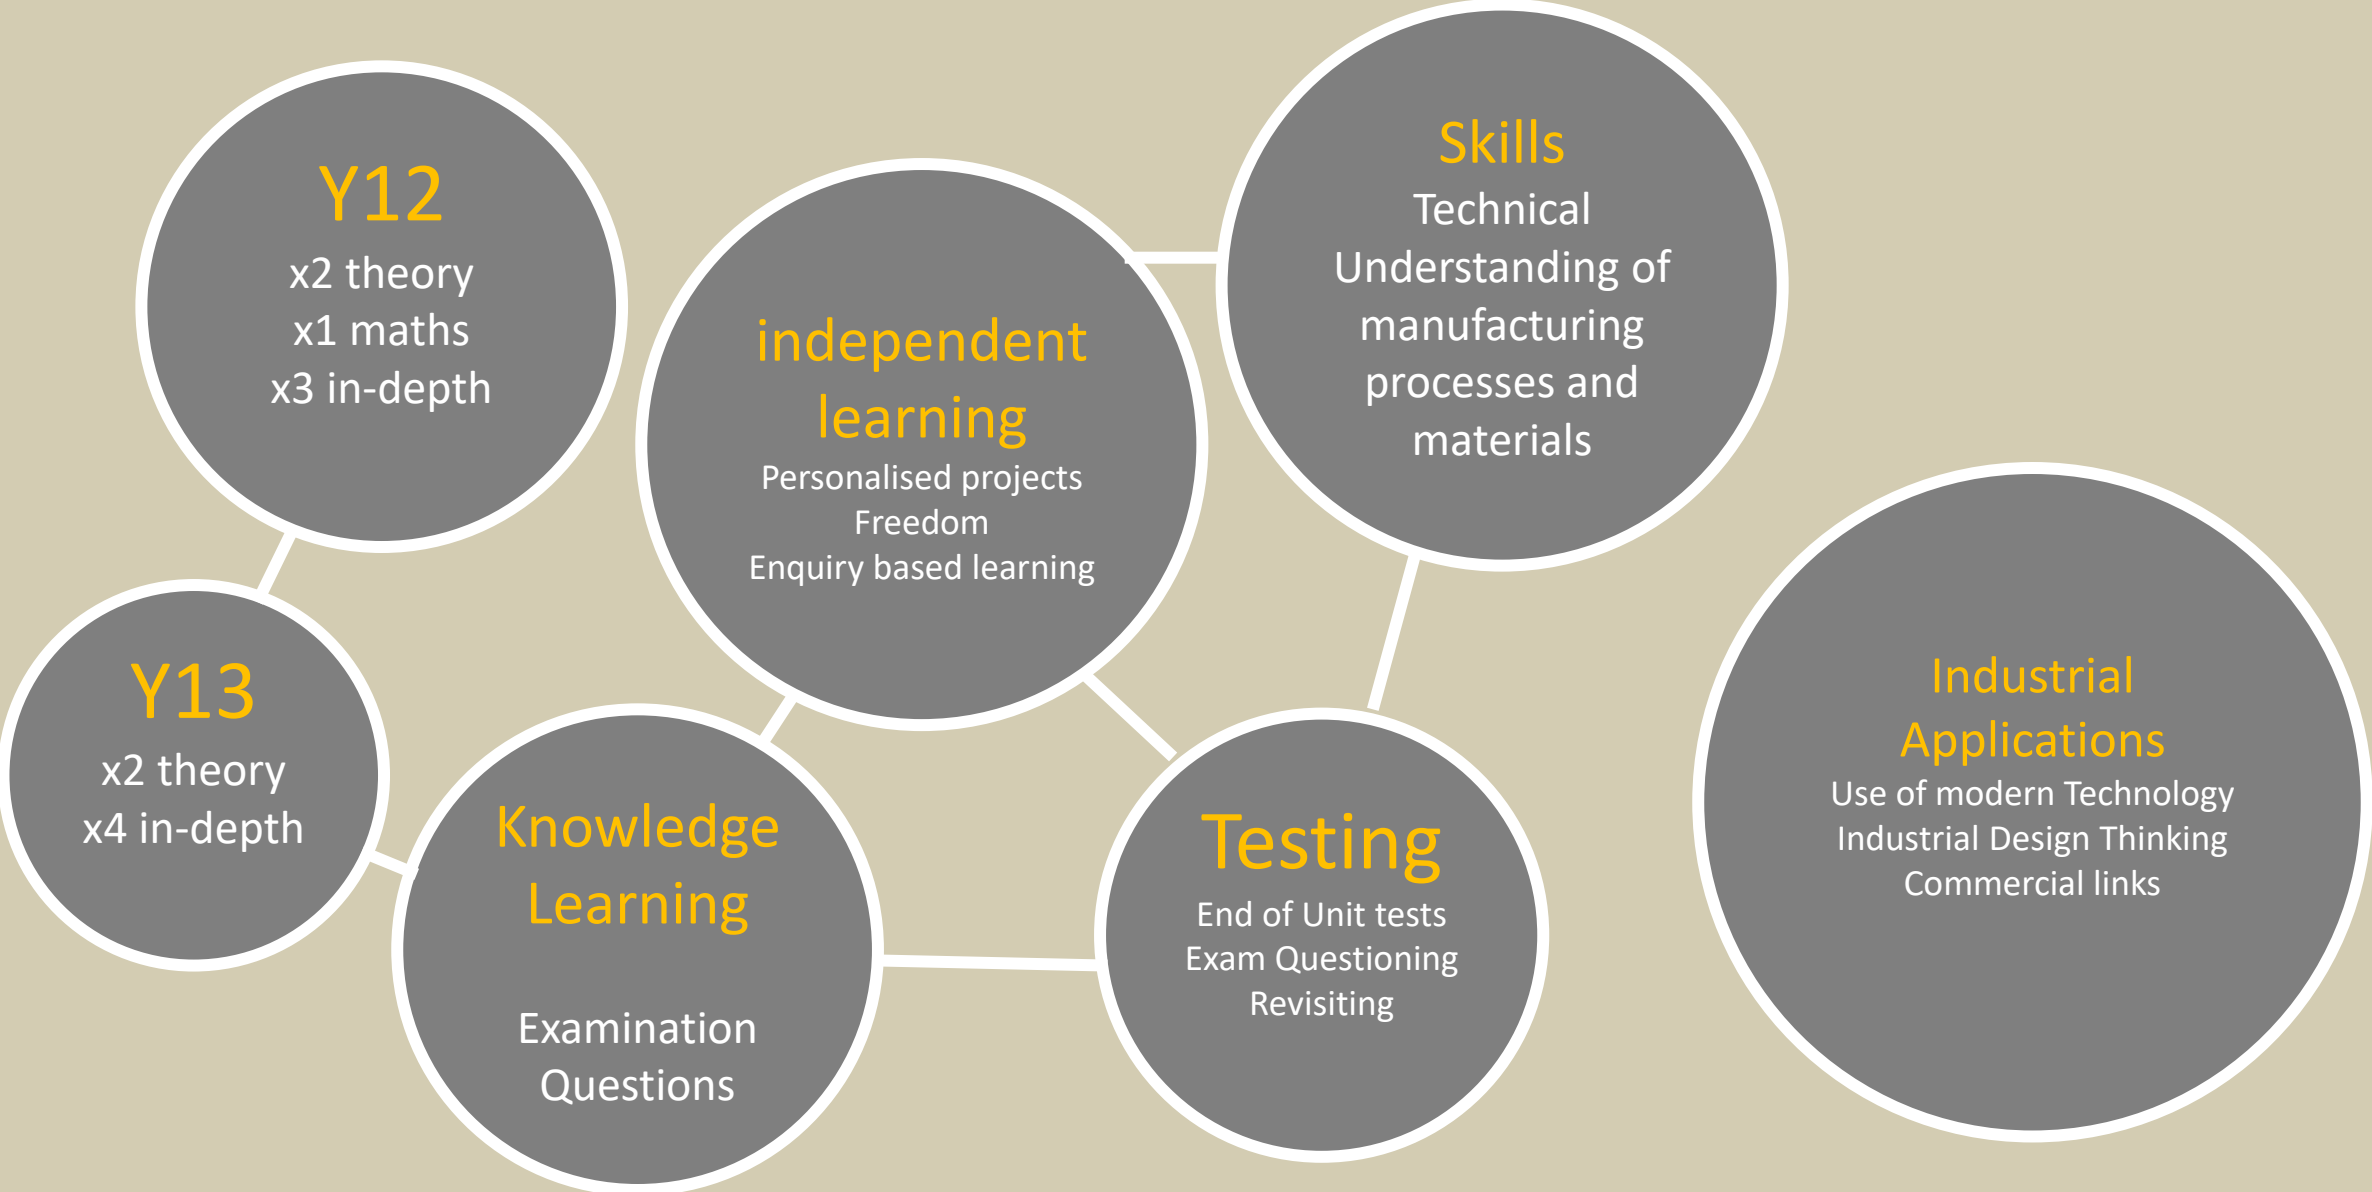 Y12
x2 theory
x1 maths
x3 in-depth
Y13
x2 theory
x4 in-depth
independent
learning
Personalised projects
Freedom
Enquiry based learning
Knowledge
Learning
Examination
Questions
Skills
Technical
Understanding of
manufacturing
processes and
materials
Testing
End of Unit tests
Exam Questioning
Revisiting
Industrial
Applications
Use of modern Technology
Industrial Design Thinking
Commercial links